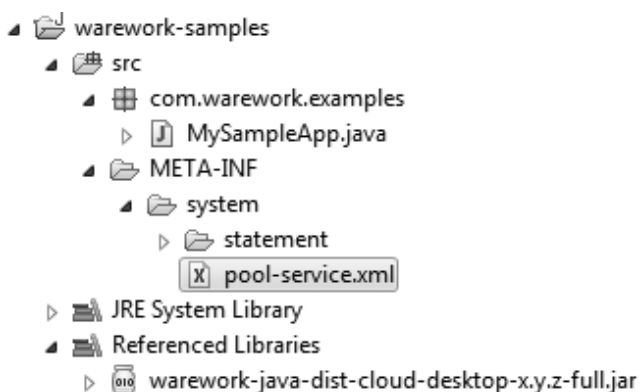 warework-samples
src
com.warework.examples
MySampleApp.java
META-INF
system
statement
pool-service.xml
JRE System Library
Referenced Libraries
warework-java-dist-cloud-desktop-x.y.z-full.jar